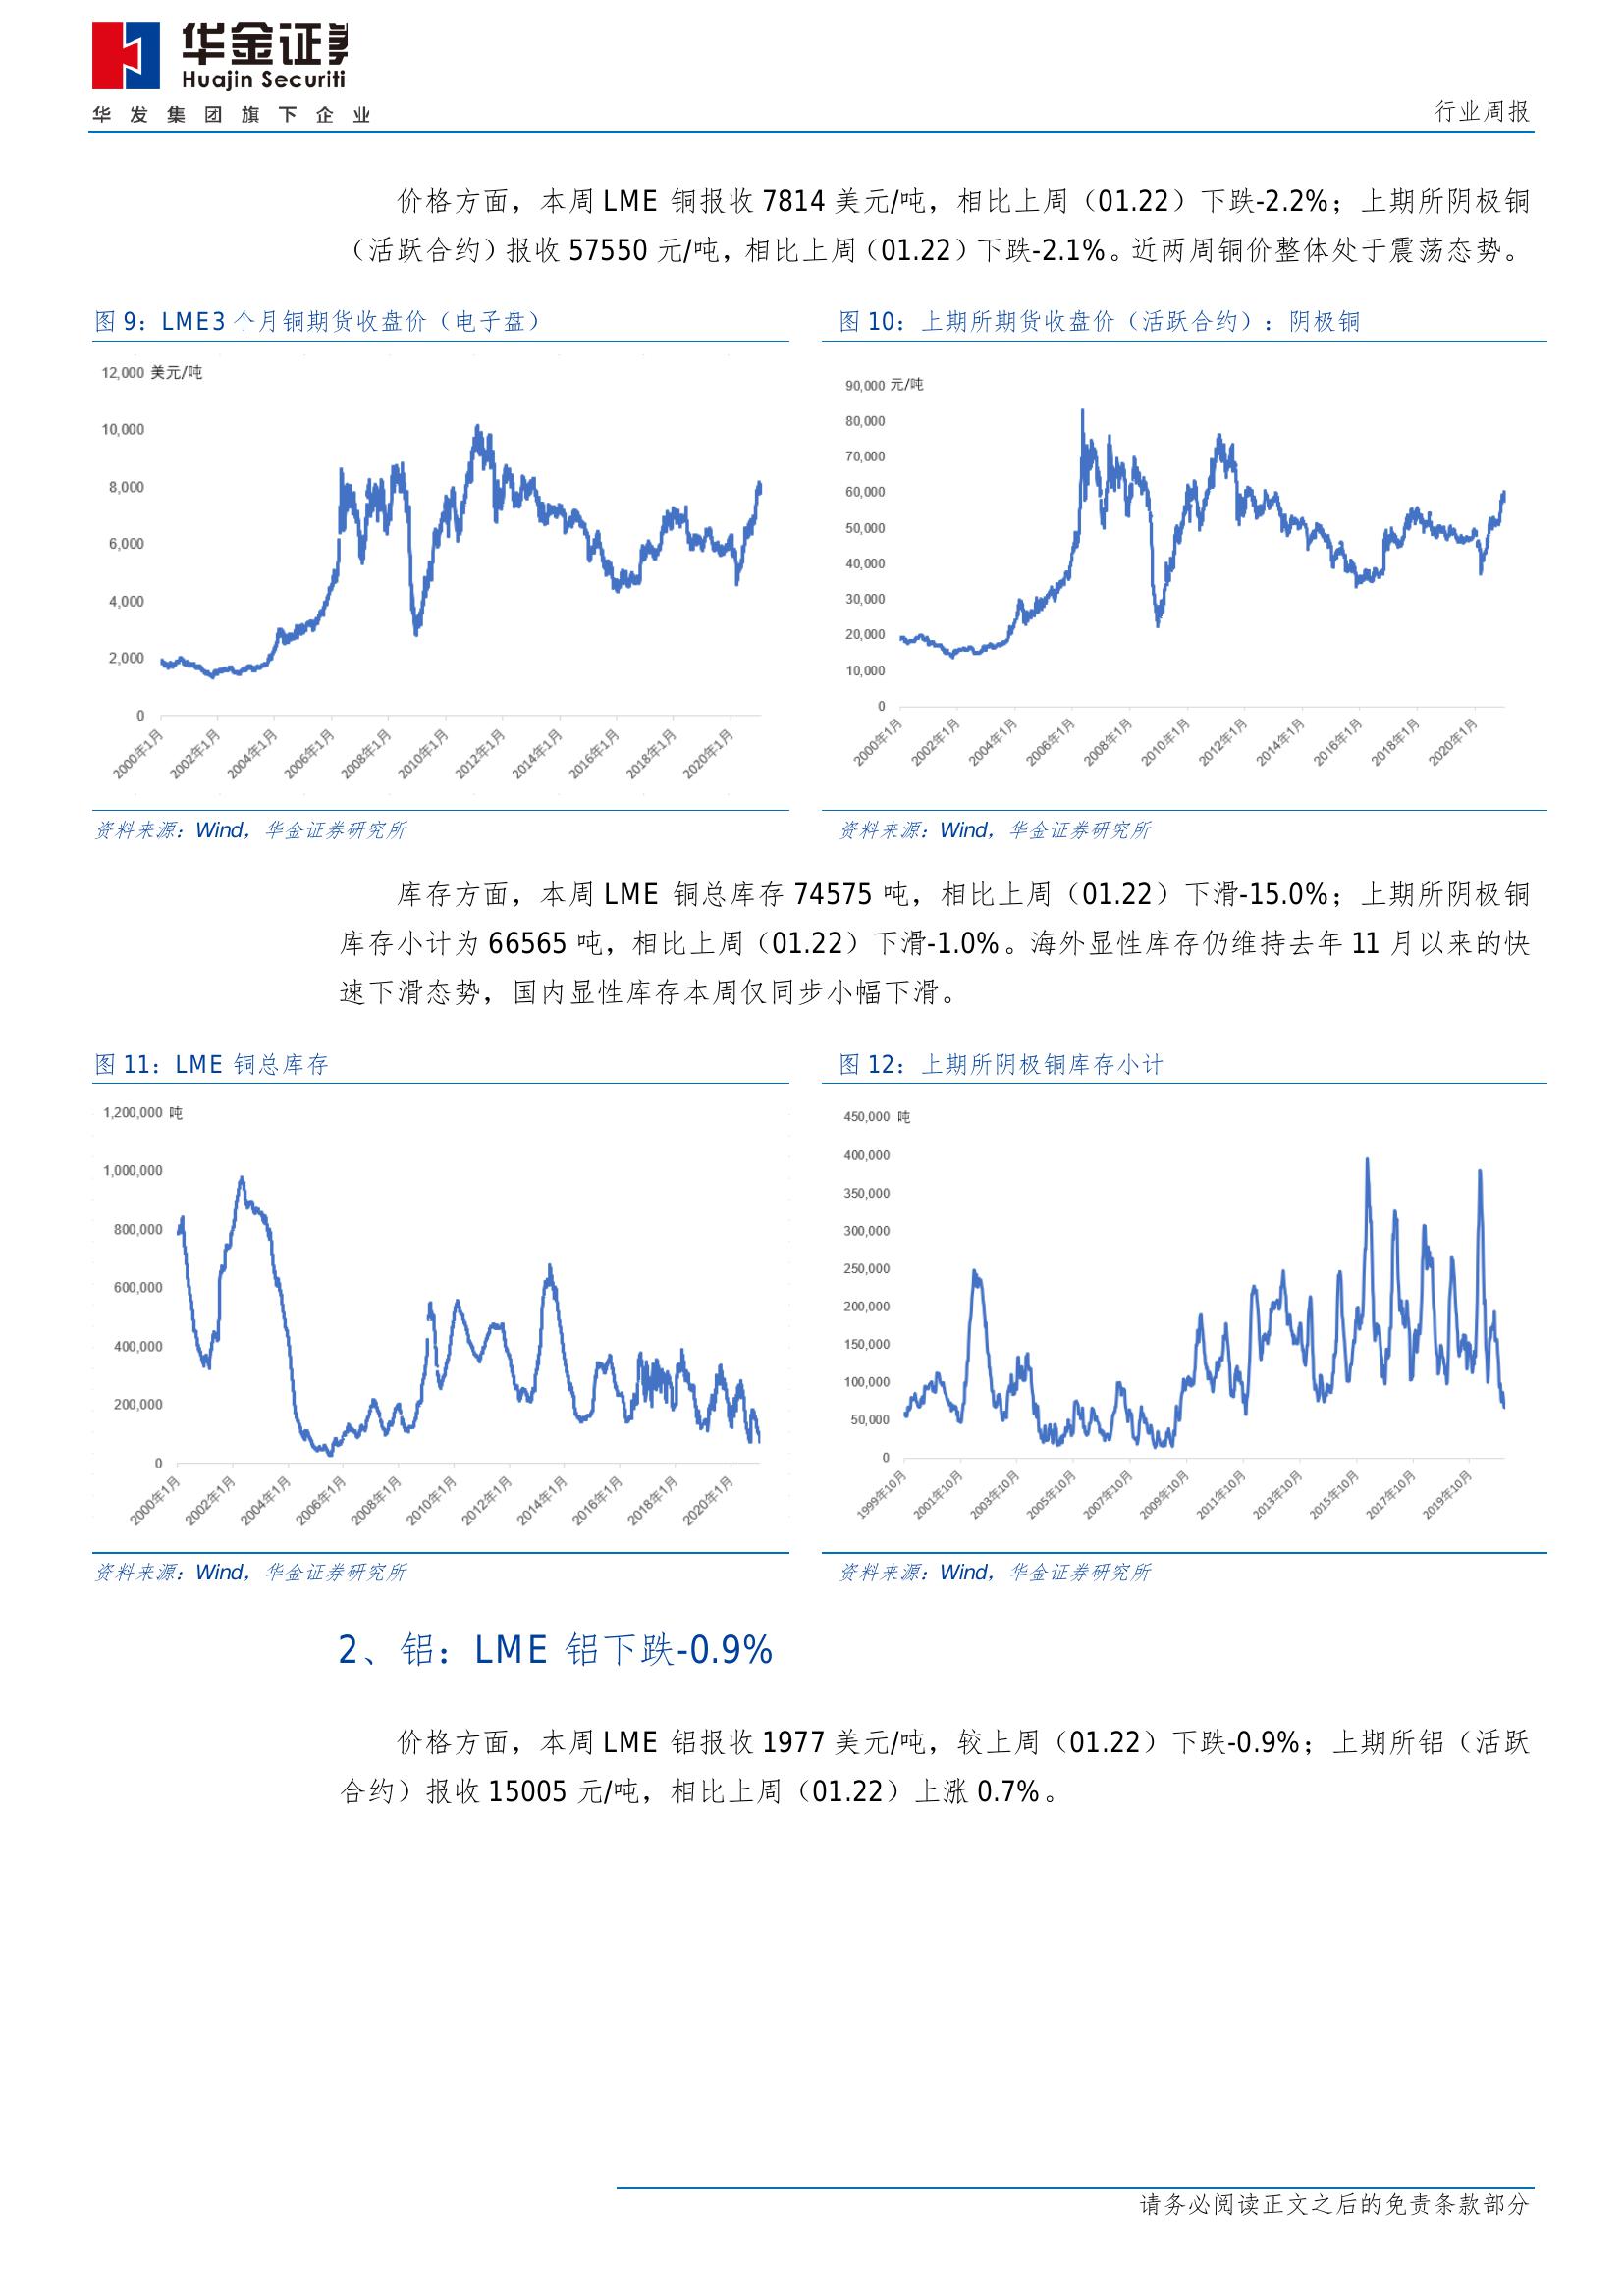 华金证券
Huajin Securiti
华发集团旗下企业
行业周报
价格方面，本周 LME 铜报收 7814 美元/吨，相比上周（01.22）下跌-2.2%；上期所阴极铜
（活跃合约）报收 57550 元/吨，相比上周（01.22）下跌-2.1%。近两周铜价整体处于震荡态势。
图 9：LME3 个月铜期货收盘价（电子盘）
12,000 美元/吨
10,000
8,000
6,000
4,000
2,000
0
2000年1月
2002年1月
2004年1月
2006年1月
2008年1月
2010年1月
2012年1月
2014年1月
2016年1月
2018年1月
2020年1月
资料来源：Wind，华金证券研究所
图 10：上期所期货收盘价（活跃合约）：阴极铜
90,000 元/吨
80,000
70,000
60,000
50,000
40,000
30,000
20,000
10,000
0
2000年1月
2002年1月
2004年1月
2006年1月
2008年1月
2010年1月
2012年1月
2014年1月
2016年1月
2018年1月
2020年1月
资料来源：Wind，华金证券研究所
库存方面，本周 LME 铜总库存 74575 吨，相比上周（01.22）下滑-15.0%；上期所阴极铜
库存小计为 66565 吨，相比上周（01.22）下滑-1.0%。海外显性库存仍维持去年 11 月以来的快
速下滑态势，国内显性库存本周仅同步小幅下滑。
图 11：LME 铜总库存
1,200,000 吨
1,000,000
800,000
600,000
400,000
200,000
0
2000年1月
2002年1月
2004年1月
2006年1月
2008年1月
2010年1月
2012年1月
2014年1月
2016年1月
2018年1月
2020年1月
资料来源：Wind，华金证券研究所
图 12：上期所阴极铜库存小计
450,000 吨
400,000
350,000
300,000
250,000
200,000
150,000
100,000
50,000
0
1999年10月
2001年10月
2003年10月
2005年10月
2007年10月
2009年10月
2011年10月
2013年10月
2015年10月
2017年10月
2019年10月
资料来源：Wind，华金证券研究所
2、铝：LME 铝下跌-0.9%
价格方面，本周 LME 铝报收 1977 美元/吨，较上周（01.22）下跌-0.9%；上期所铝（活跃
合约）报收 15005 元/吨，相比上周（01.22）上涨 0.7%。
请务必阅读正文之后的免责条款部分